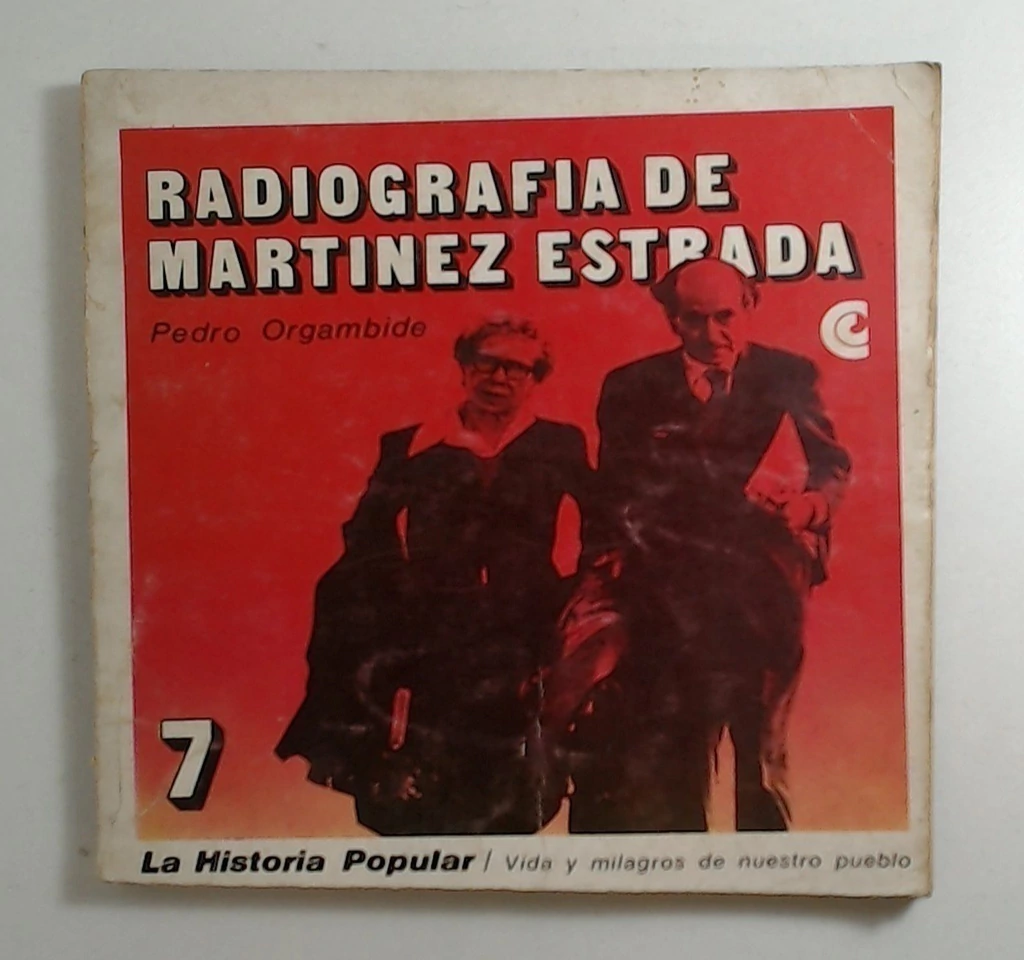 RADIOGRAFIA DE
MARTINEZ ESTRADA
Pedro Orgambide
7
La Historia Popular / Vida y milagros de nuestro pueblo